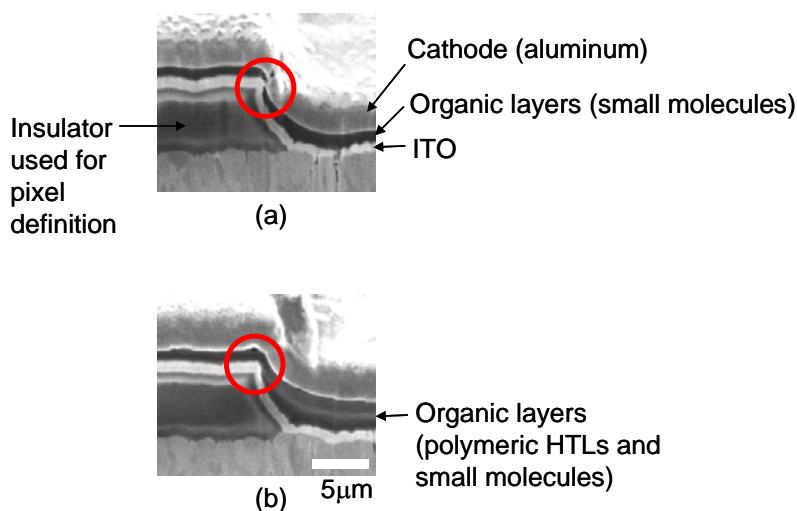 Cathode (aluminum)
Organic layers (small molecules)
ITO
Insulator
used for
pixel
definition
(a)
Organic layers
(polymeric HTLs and
small molecules)
5μm
(b)